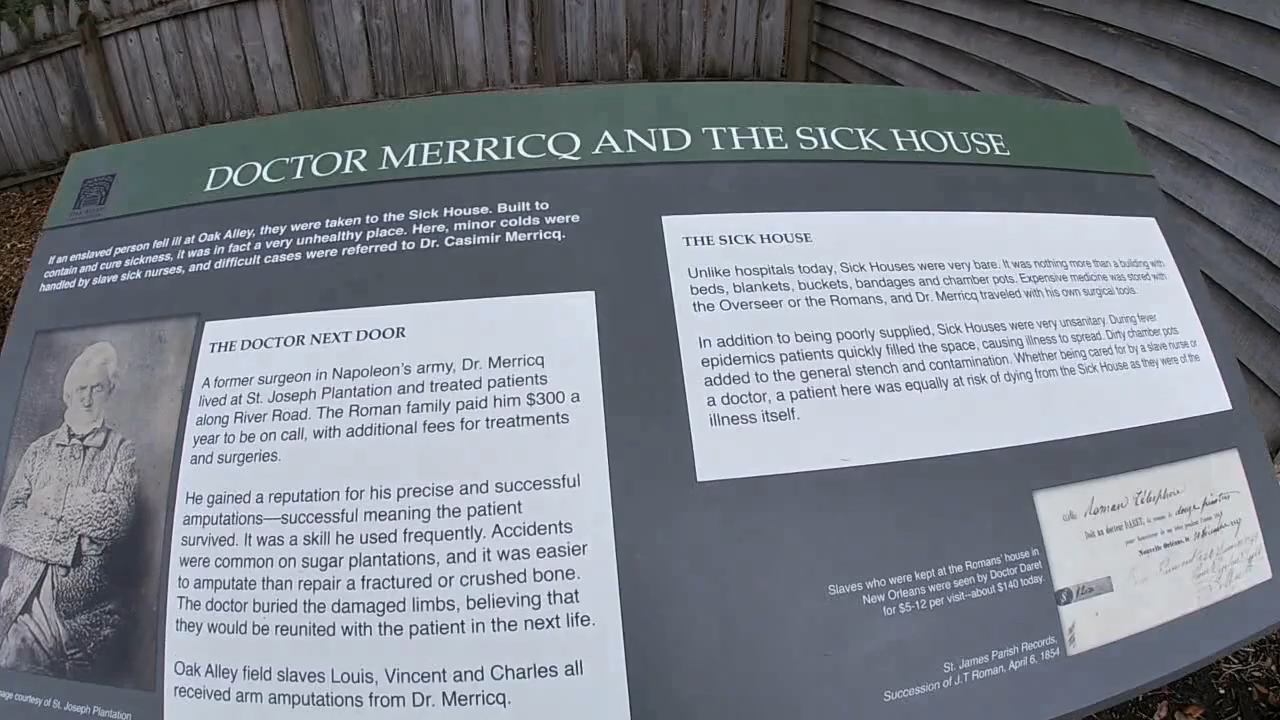 DOCTOR MERRICQ AND THE SICK HOUSE
If an enslaved person fell ill at Oak Alley, they were taken to the Sick House. Built to
contain and cure sickness, it was in fact a very unhealthy place. Here, minor colds were
handled by slave sick nurses, and difficult cases were referred to Dr. Casimir Merricq.
THE DOCTOR NEXT DOOR
A former surgeon in Napoleon's army, Dr. Merricq
lived at St. Joseph Plantation and treated patients
along River Road. The Roman family paid him $300 a
year to be on call, with additional fees for treatments
and surgeries.
He gained a reputation for his precise and successful
amputations—successful meaning the patient
survived. It was a skill he used frequently. Accidents
were common on sugar plantations, and it was easier
to amputate than repair a fractured or crushed bone.
The doctor buried the damaged limbs, believing that
they would be reunited with the patient in the next life.
Oak Alley field slaves Louis, Vincent and Charles all
received arm amputations from Dr. Merricq.
courtesy of St. Joseph Plantation
THE SICK HOUSE
Unlike hospitals today, Sick Houses were very bare. It was nothing more than a building with
beds, blankets, buckets, bandages and chamber pots. Expensive medicine was stored with
the Overseer or the Romans, and Dr. Merricq traveled with his own surgical tools.
In addition to being poorly supplied, Sick Houses were very unsanitary. During fever
epidemics patients quickly filled the space, causing illness to spread. Dirty chamber pots
added to the general stench and contamination. Whether being cared for by a slave nurse or
a doctor, a patient here was equally at risk of dying from the Sick House as they were of the
illness itself.
Slaves who were kept at the Romans' house in
New Orleans were seen by Doctor Daret
for $5-12 per visit--about $140 today.
St. James Parish Records,
Succession of J.T Roman, April 6, 1854
Roman Telesphore
Doit au docteur DARET,
Nouvelle Orléans, le